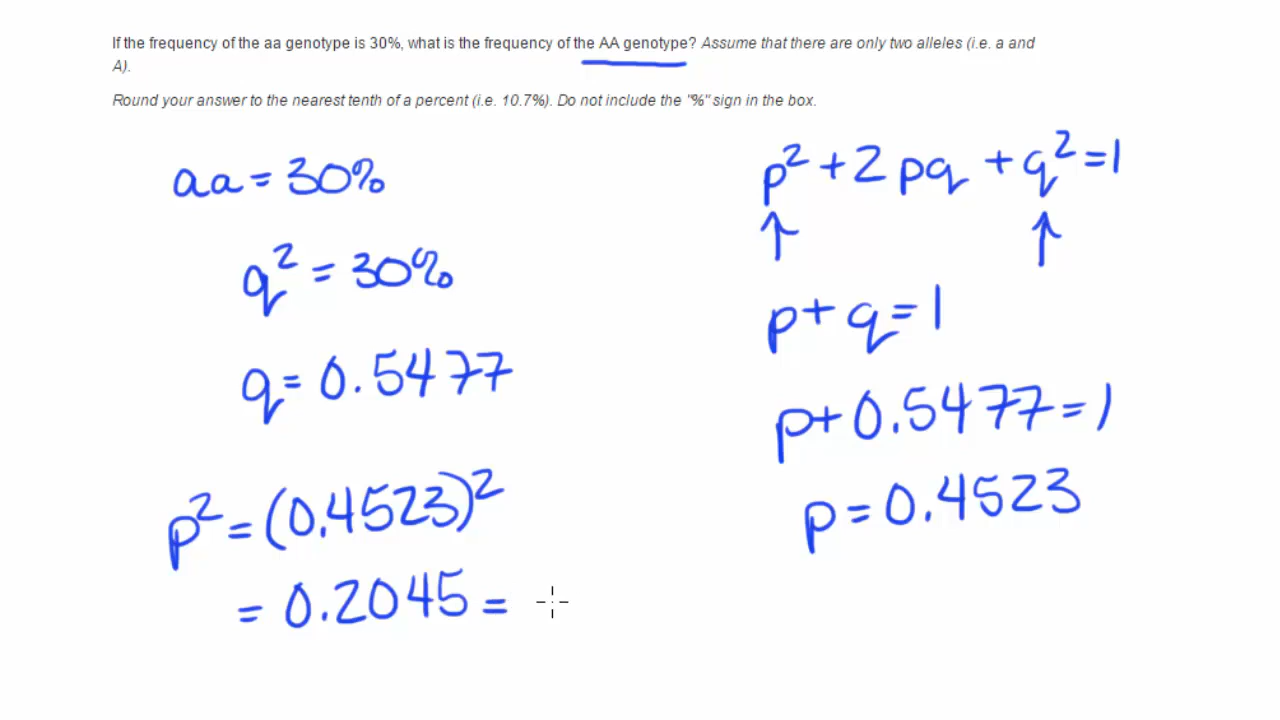 If the frequency of the aa genotype is 30%, what is the frequency of the AA genotype? Assume that there are only two alleles (i.e. a and
A).
Round your answer to the nearest tenth of a percent (i.e. 10.7%). Do not include the "%" sign in the box.
aa = 30%
q² = 30%
q = 0.5477
p² = (0.4523)²
= 0.2045 =
p² + 2pq + q² = 1
↑ ↑
p + q = 1
p + 0.5477 = 1
p = 0.4523